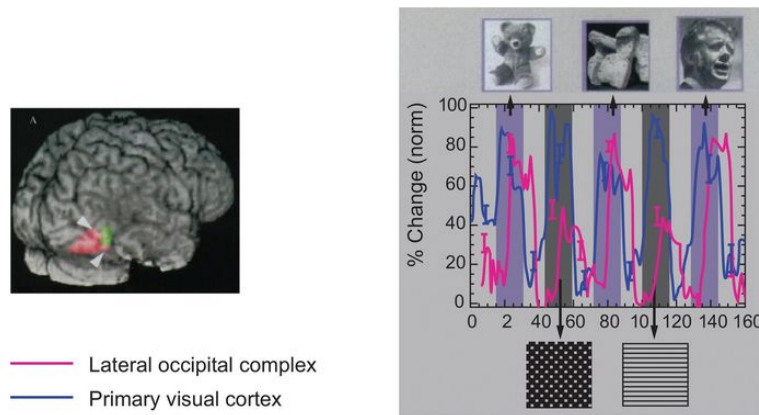 A
100
80
60
40
20
0
% Change (norm)
0 2 40 60 80 100 120 140 160
Lateral occipital complex
Primary visual cortex